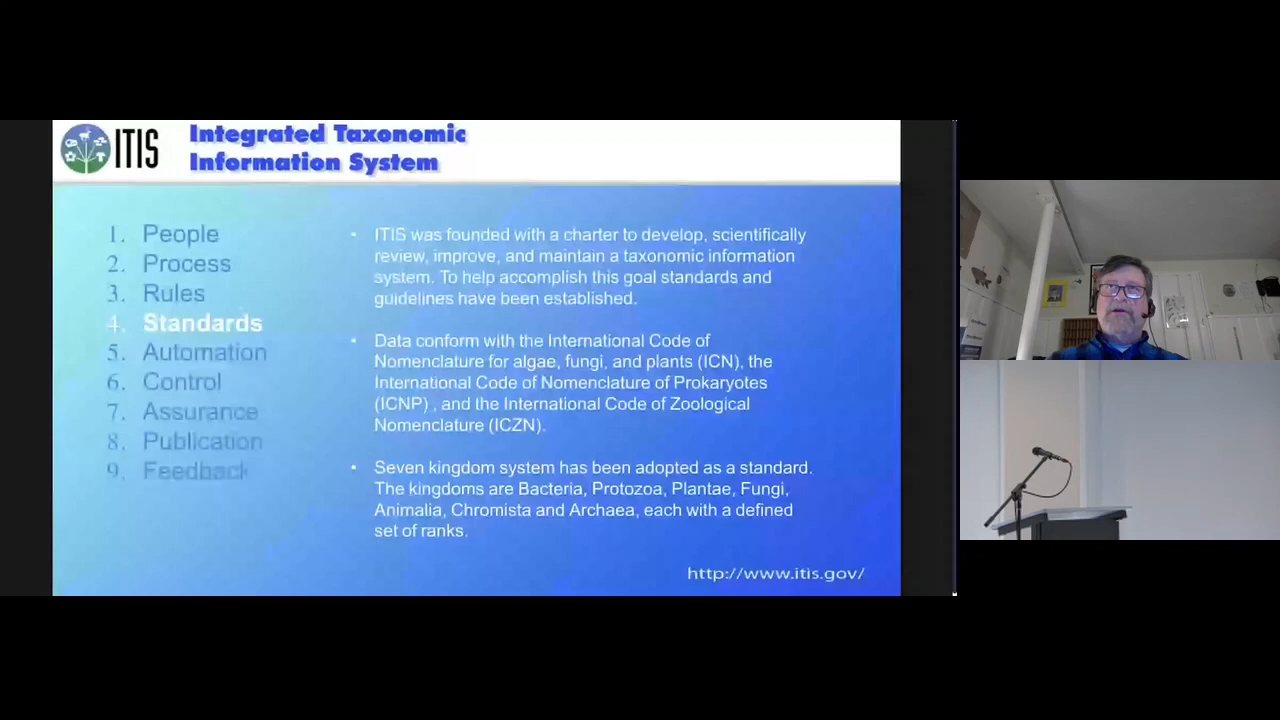 ITIS
Integrated Taxonomic
Information System
1. People
2. Process
3. Rules
4. Standards
5. Automation
6. Control
7. Assurance
8. Publication
9. Feedback
• ITIS was founded with a charter to develop, scientifically
review, improve, and maintain a taxonomic information
system. To help accomplish this goal standards and
guidelines have been established.
• Data conform with the International Code of
Nomenclature for algae, fungi, and plants (ICN), the
International Code of Nomenclature of Prokaryotes
(ICNP) , and the International Code of Zoological
Nomenclature (ICZN).
• Seven kingdom system has been adopted as a standard.
The kingdoms are Bacteria, Protozoa, Plantae, Fungi,
Animalia, Chromista and Archaea, each with a defined
set of ranks.
http://www.itis.gov/